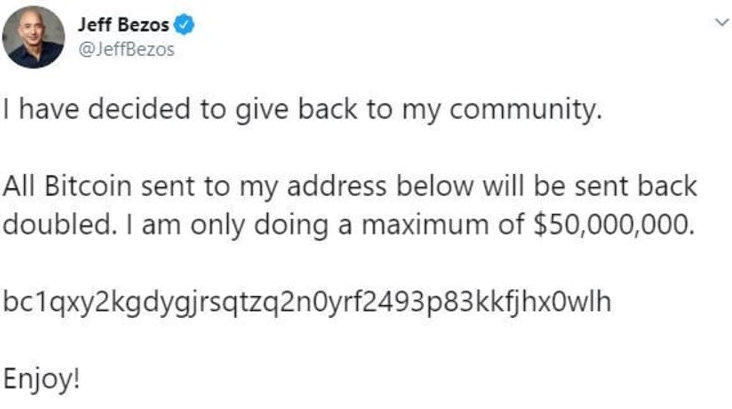 Jeff Bezos
@JeffBezos
I have decided to give back to my community.
All Bitcoin sent to my address below will be sent back
doubled. I am only doing a maximum of $50,000,000.
bc1qxy2kgdygjrsqtzq2n0yrf2493p83kkfjhx0wlh
Enjoy!